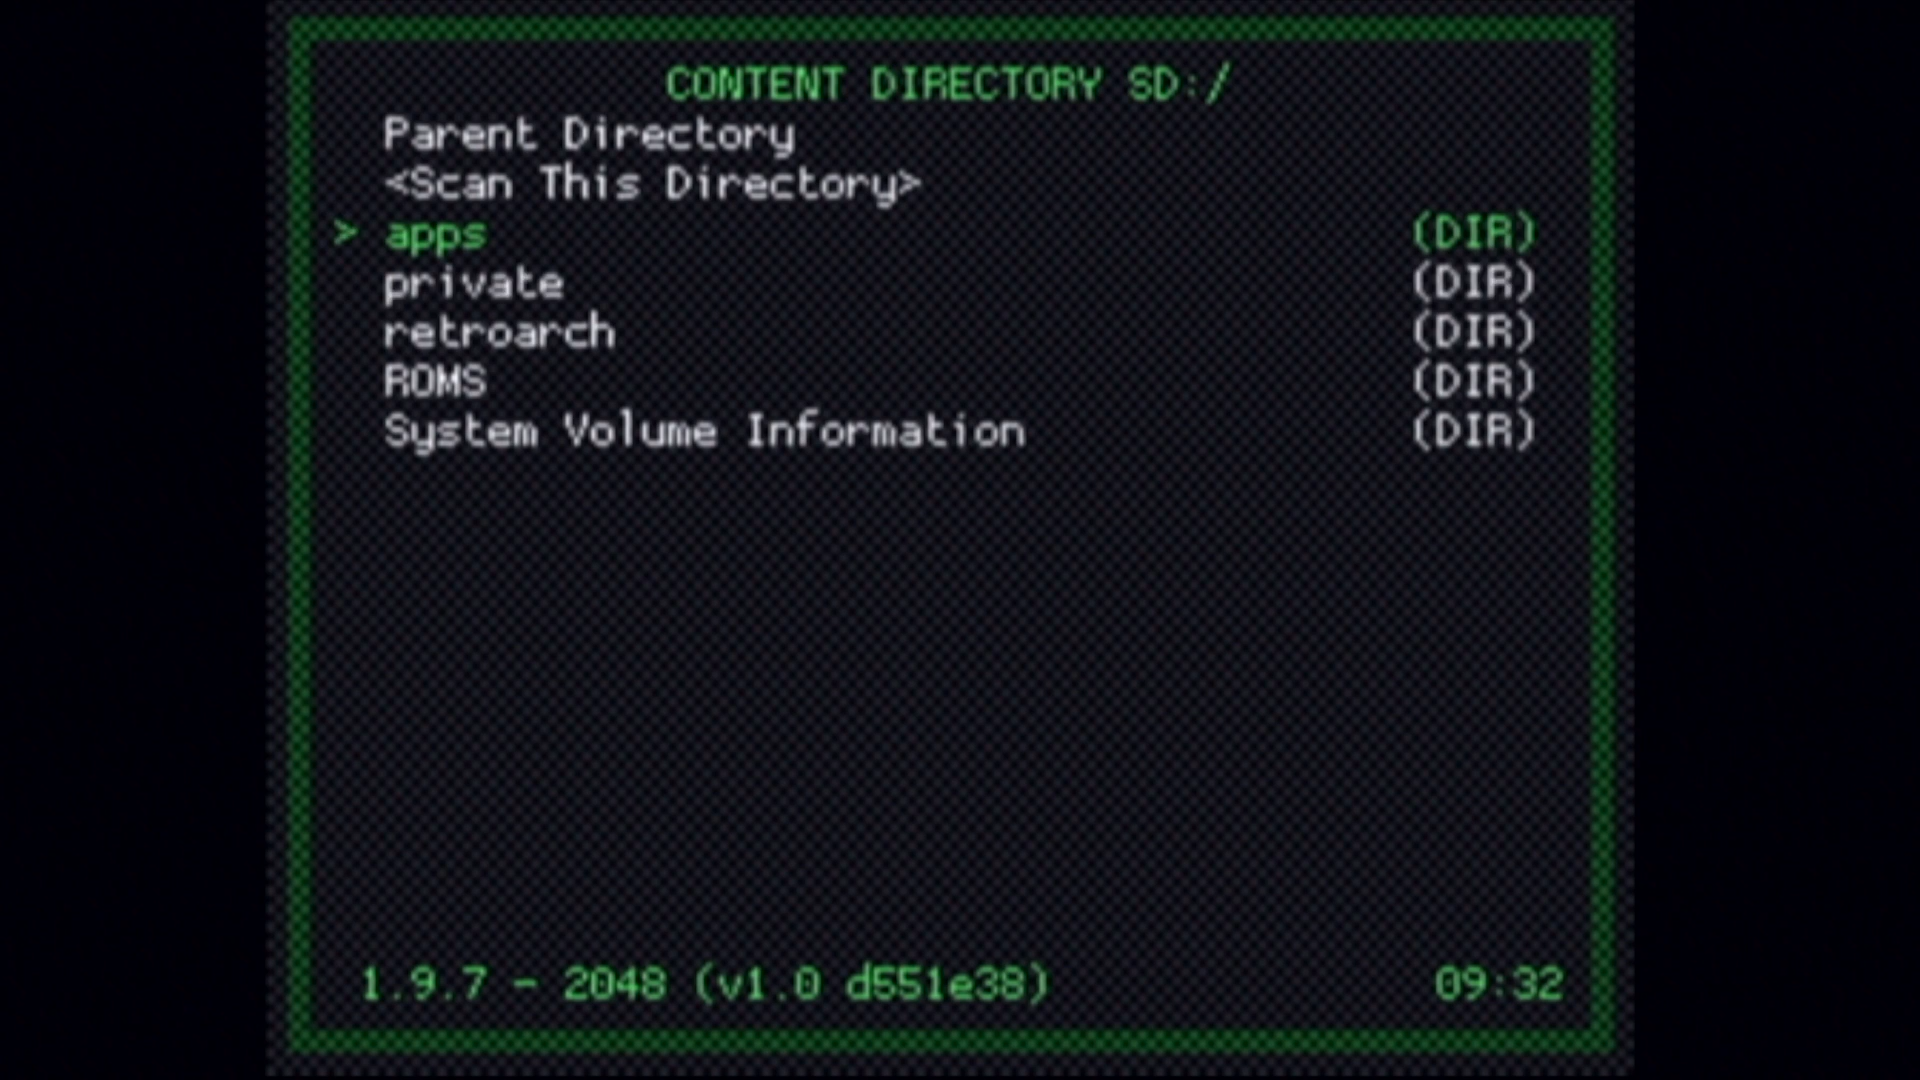 CONTENT DIRECTORY SD:/
Parent Directory
<Scan This Directory>
> apps (DIR)
private (DIR)
retroarch (DIR)
ROMS (DIR)
System Volume Information (DIR)
1.9.7 - 2048 (v1.0 d551e38) 09:32